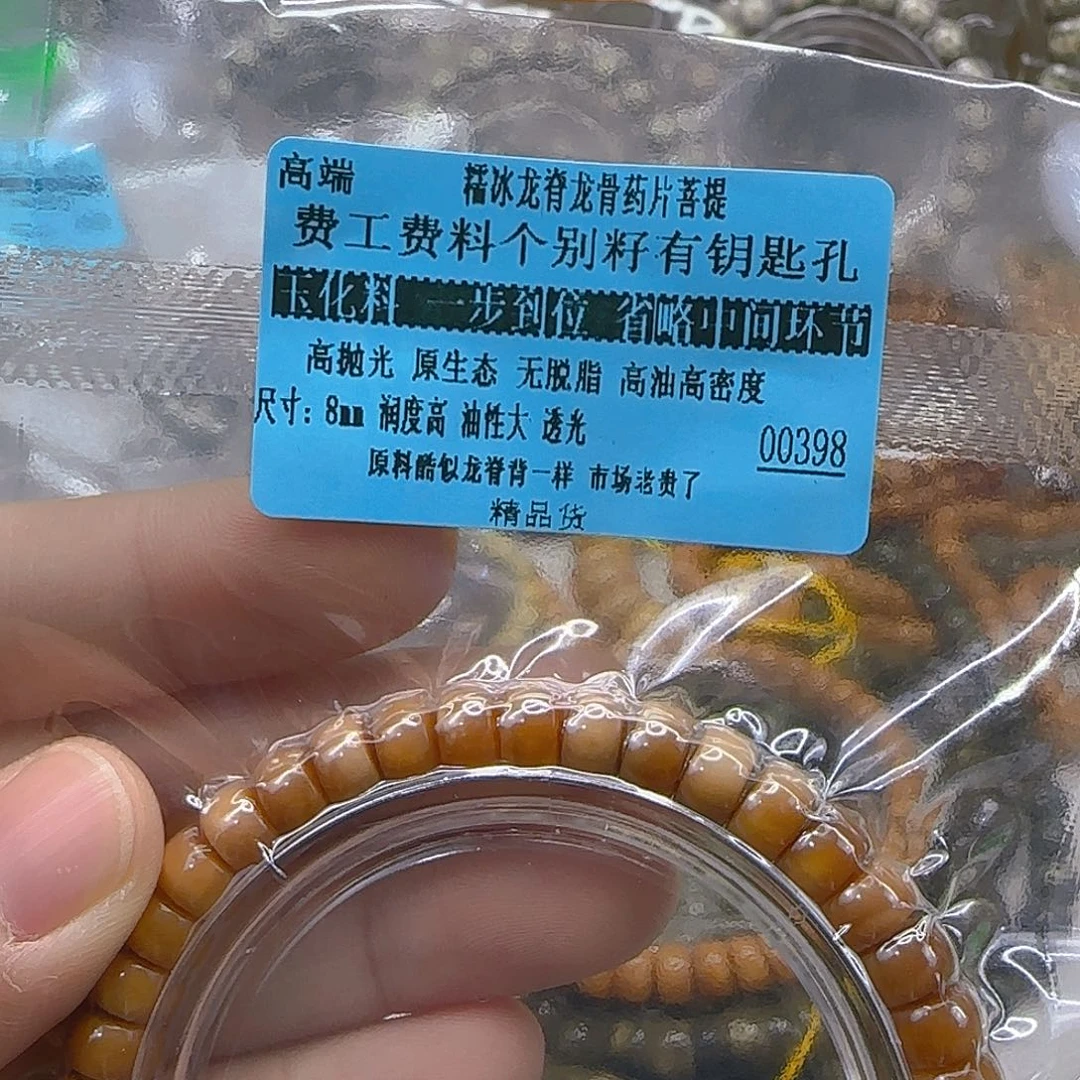 高端 糯冰龙脊龙骨药片菩提
费工费料个别籽有钥匙孔
玉化料 一步到位 省略中间环节
高抛光 原生态 无脱脂 高油高密度
尺寸：8mm 润度高 油性大 透光
00398
原料酷似龙脊背一样 市场老贵了
精品货